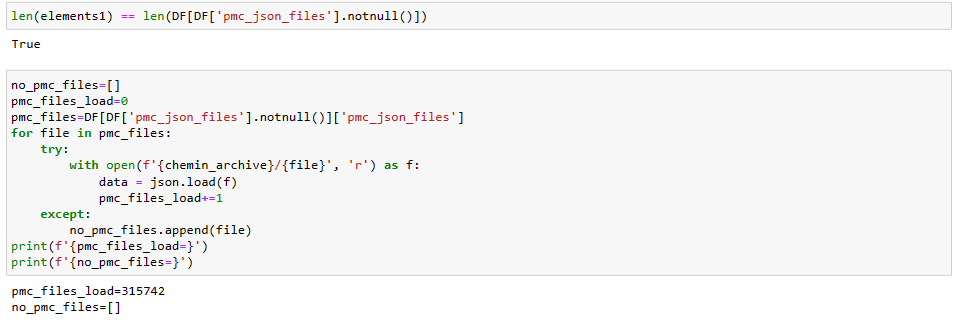 len(elements1) == len(DF[DF['pmc_json_files'].notnull()])
True
no_pmc_files=[]
pmc_files_load=0
pmc_files=DF[DF['pmc_json_files'].notnull()]['pmc_json_files']
for file in pmc_files:
    try:
        with open(f'{chemin_archive}/{file}', 'r') as f:
            data = json.load(f)
            pmc_files_load+=1
    except:
        no_pmc_files.append(file)
print(f'{pmc_files_load=}')
print(f'{no_pmc_files=}')
pmc_files_load=315742
no_pmc_files=[]